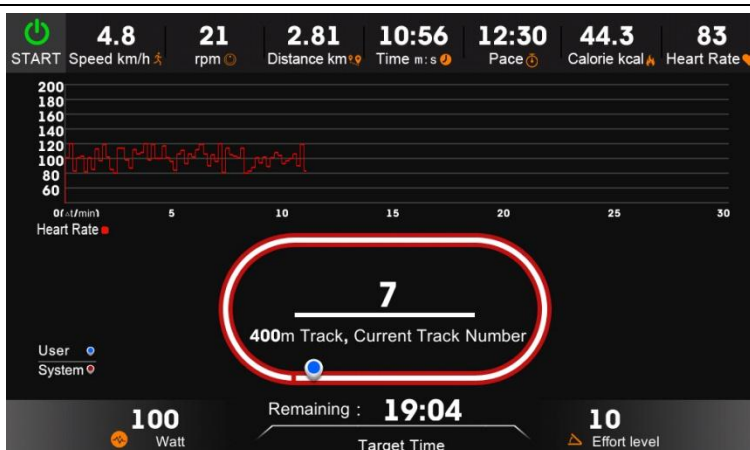 4.8 21 2.81 10:56 12:30 44.3 83
START Speed km/h rpm Distance km Time m:s Pace Calorie kcal Heart Rate
200
180
160
140
120
100
80
60
0(Δt/min) 5 10 15 20 25 30
Heart Rate
7
400m Track, Current Track Number
User
System
100
Watt
Remaining : 19:04
Target Time
10
Effort level